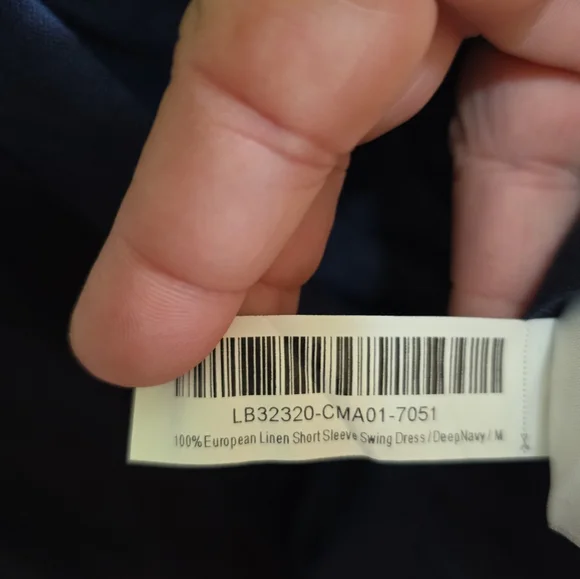 LB32320-CMA01-7051
100% European Linen Short Sleeve Swing Dress / DeepNavy / M